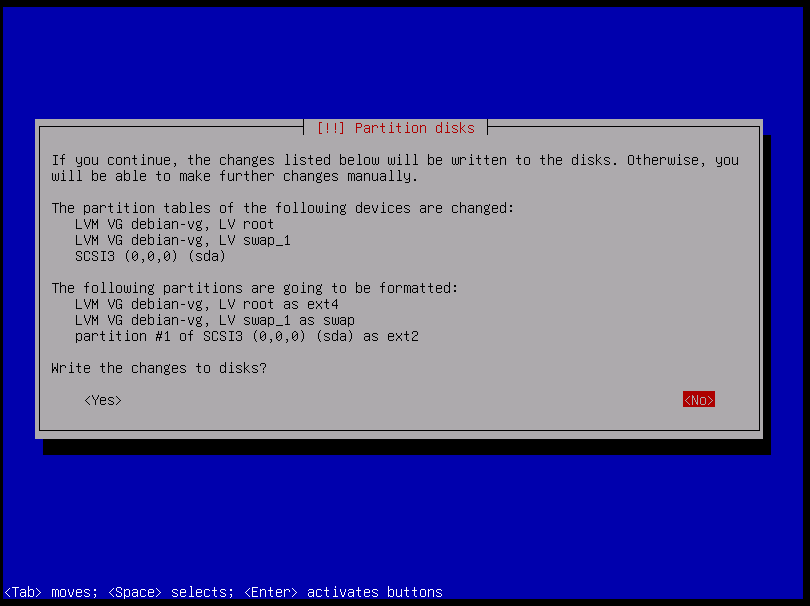 [!!] Partition disks
If you continue, the changes listed below will be written to the disks. Otherwise, you
will be able to make further changes manually.
The partition tables of the following devices are changed:
LVM VG debian-vg, LV root
LVM VG debian-vg, LV swap_1
SCSI3 (0,0,0) (sda)
The following partitions are going to be formatted:
LVM VG debian-vg, LV root as ext4
LVM VG debian-vg, LV swap_1 as swap
partition #1 of SCSI3 (0,0,0) (sda) as ext2
Write the changes to disks?
<Yes> <No>
<Tab> moves; <Space> selects; <Enter> activates buttons